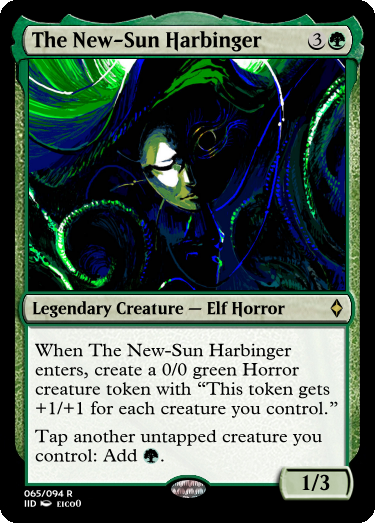 The New-Sun Harbinger 3
Legendary Creature — Elf Horror
When The New-Sun Harbinger
enters, create a 0/0 green Horror
creature token with “This token gets
+1/+1 for each creature you control.”
Tap another untapped creature you
control: Add .
1/3
065/094 R
IID EICO0